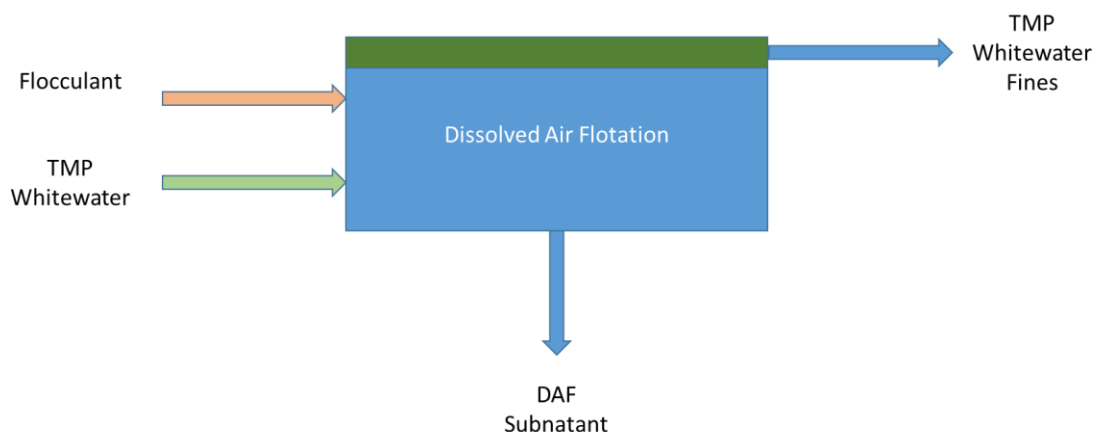 Flocculant
TMP
Whitewater
Dissolved Air Flotation
TMP
Whitewater
Fines
DAF
Subnatant